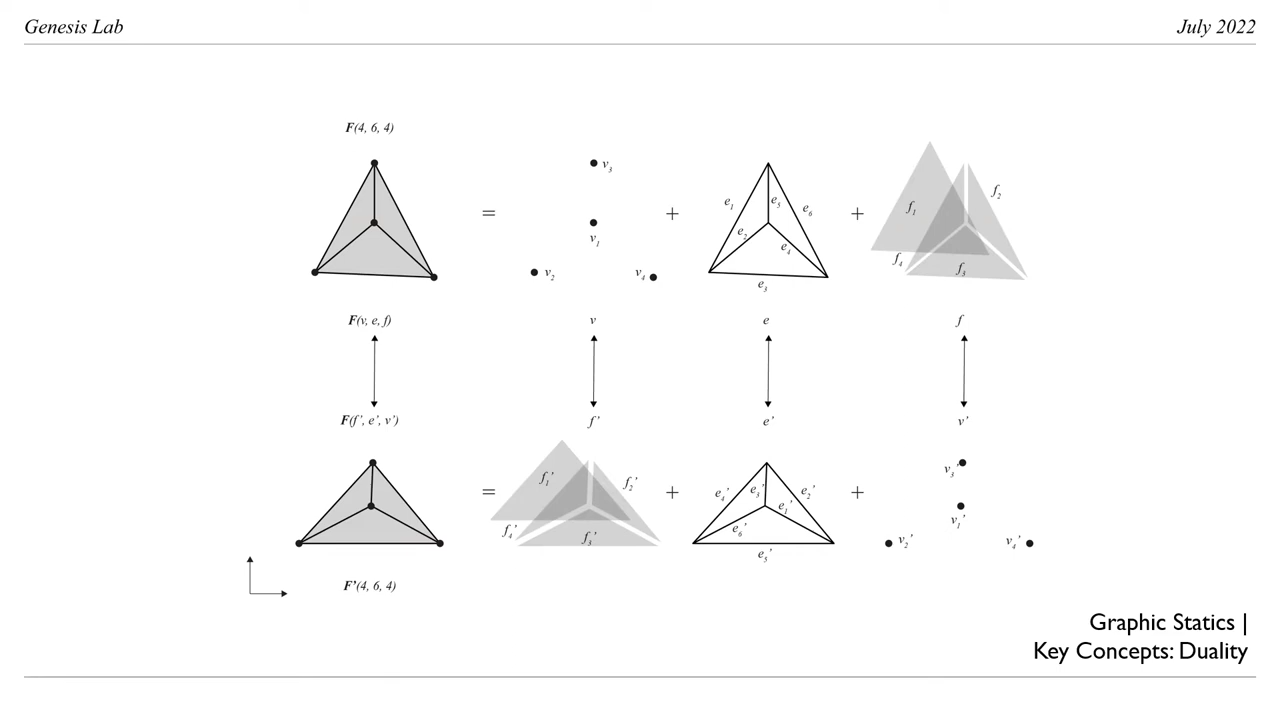 Genesis Lab
July 2022
F(4, 6, 4)
= v₃ v₁ v₂ v₄ + e₁ e₅ e₆ e₂ e₄ e₃ + f₁ f₂ f₄ f₃
F(v, e, f) v e f
F(f’, e’, v’) f’ e’ v’
= f₁’ f₂’ f₄’ f₃’ + e₄’ e₃’ e₂’ e₁’ e₆’ e₅’ + v₃’ v₁’ v₂’ v₄’
F’(4, 6, 4)
Graphic Statics |
Key Concepts: Duality